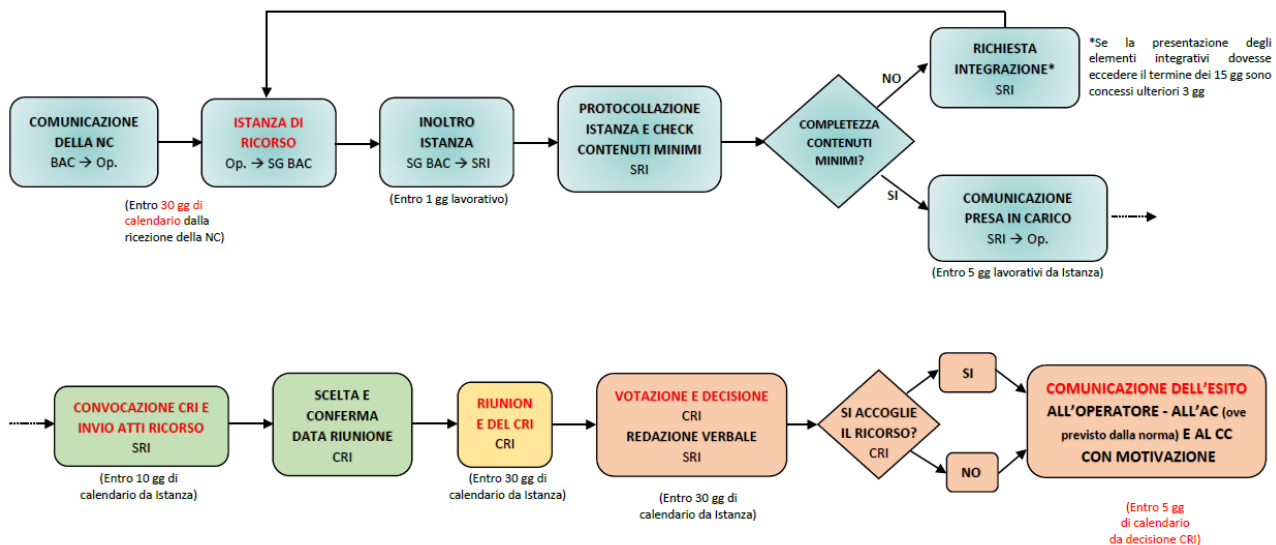 COMUNICAZIONE
DELLA NC
BAC → Op.
(Entro 30 gg di
calendario dalla
ricezione della NC)
ISTANZA DI
RICORSO
Op. → SG BAC
INOLTRO
ISTANZA
SG BAC → SRI
(Entro 1 gg lavorativo)
PROTOCOLLAZIONE
ISTANZA E CHECK
CONTENUTI MINIMI
SRI
COMPLETEZZA
CONTENUTI
MINIMI?
NO
RICHIESTA
INTEGRAZIONE*
SRI
*Se la presentazione degli
elementi integrativi dovesse
eccedere il termine dei 15 gg sono
concessi ulteriori 3 gg
SI
COMUNICAZIONE
PRESA IN CARICO
SRI → Op.
(Entro 5 gg lavorativi da Istanza)
CONVOCAZIONE CRI E
INVIO ATTI RICORSO
SRI
(Entro 10 gg di
calendario da Istanza)
SCELTA E
CONFERMA
DATA RIUNIONE
CRI
RIUNION
E DEL CRI
CRI
(Entro 30 gg di
calendario da Istanza)
VOTAZIONE E DECISIONE
CRI
REDAZIONE VERBALE
SRI
(Entro 30 gg di
calendario da Istanza)
SI ACCOGLIE
IL RICORSO?
CRI
SI
NO
COMUNICAZIONE DELL'ESITO
ALL'OPERATORE - ALL'AC (ove
previsto dalla norma) E AL CC
CON MOTIVAZIONE
(Entro 5 gg
di calendario
da decisione CRI)